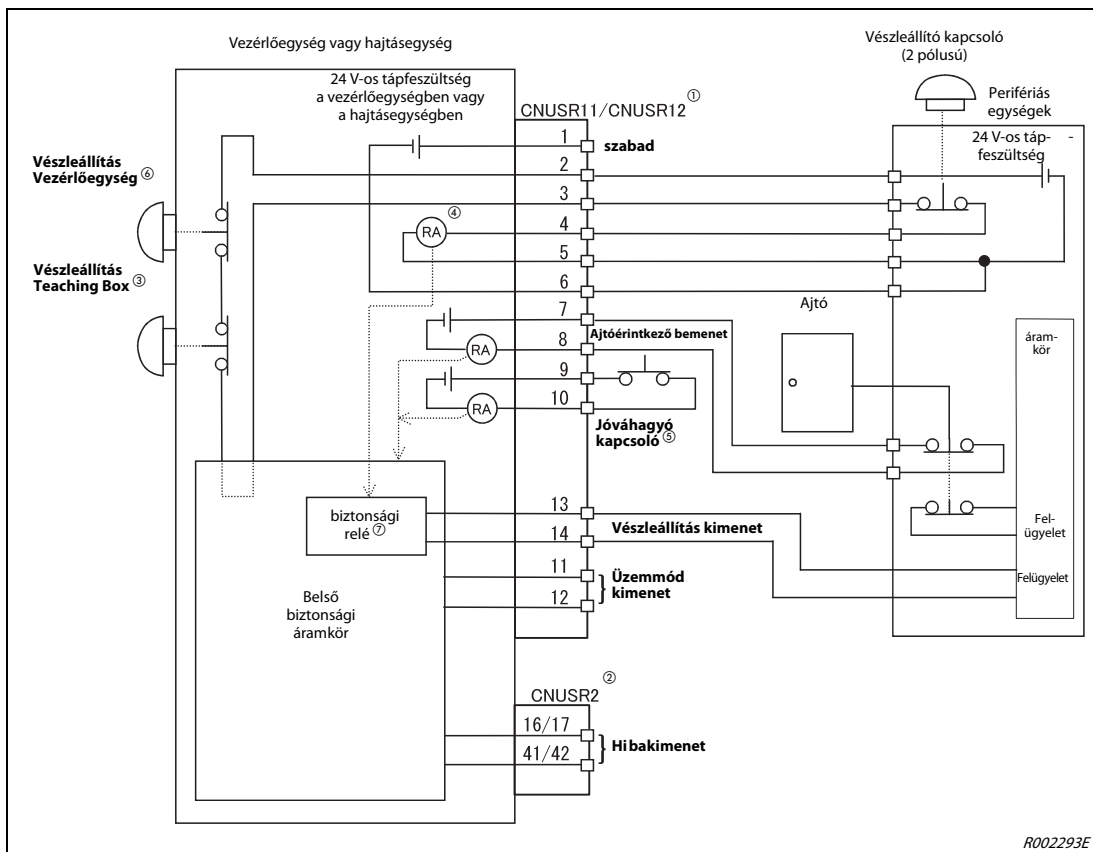 Vezérlőegység vagy hajtásegység
Vészleállító kapcsoló
(2 pólusú)
24 V-os tápfeszültség
a vezérlőegységben vagy
a hajtásegységben
CNUSR11/CNUSR12 ①
Perifériás
egységek
1
szabad
24 V-os táp- -
feszültség
2
Vészleállítás
Vezérlőegység ⑥
3
RA ④
4
5
Vészleállítás
Teaching Box ③
6
7
Ajtó
Ajtóérintkező bemenet
RA
8
áram-
kör
9
RA
10
Jóváhagyó
kapcsoló ⑤
biztonsági
relé ⑦
13
14
Vészleállítás kimenet
Fel-
ügyelet
11
12
} Üzemmód
kimenet
Felügyelet
Belső
biztonsági
áramkör
CNUSR2 ②
16/17
41/42
} Hibakimenet
R002293E